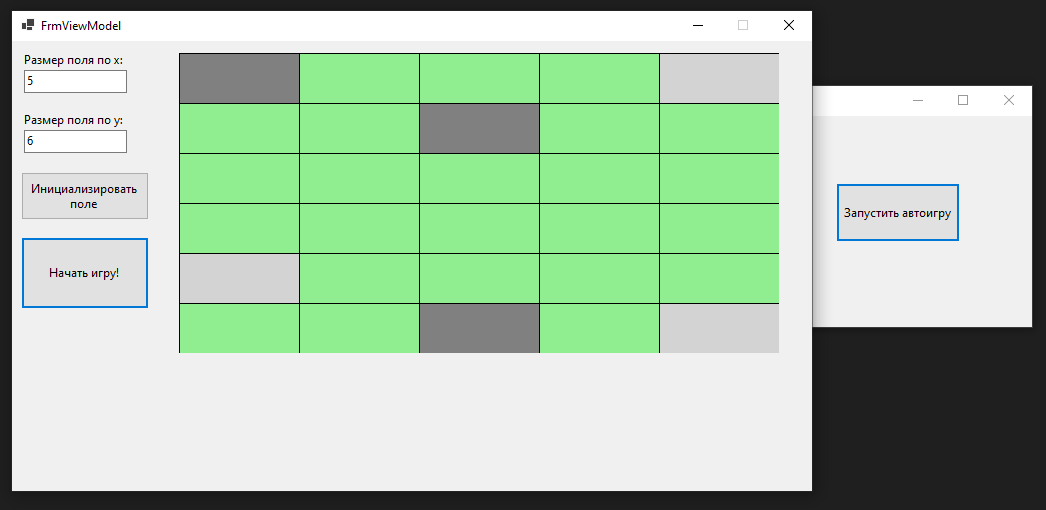 FrmViewModel
Размер поля по x:
5
Размер поля по y:
6
Инициализировать
поле
Начать игру!
Запустить автоигру